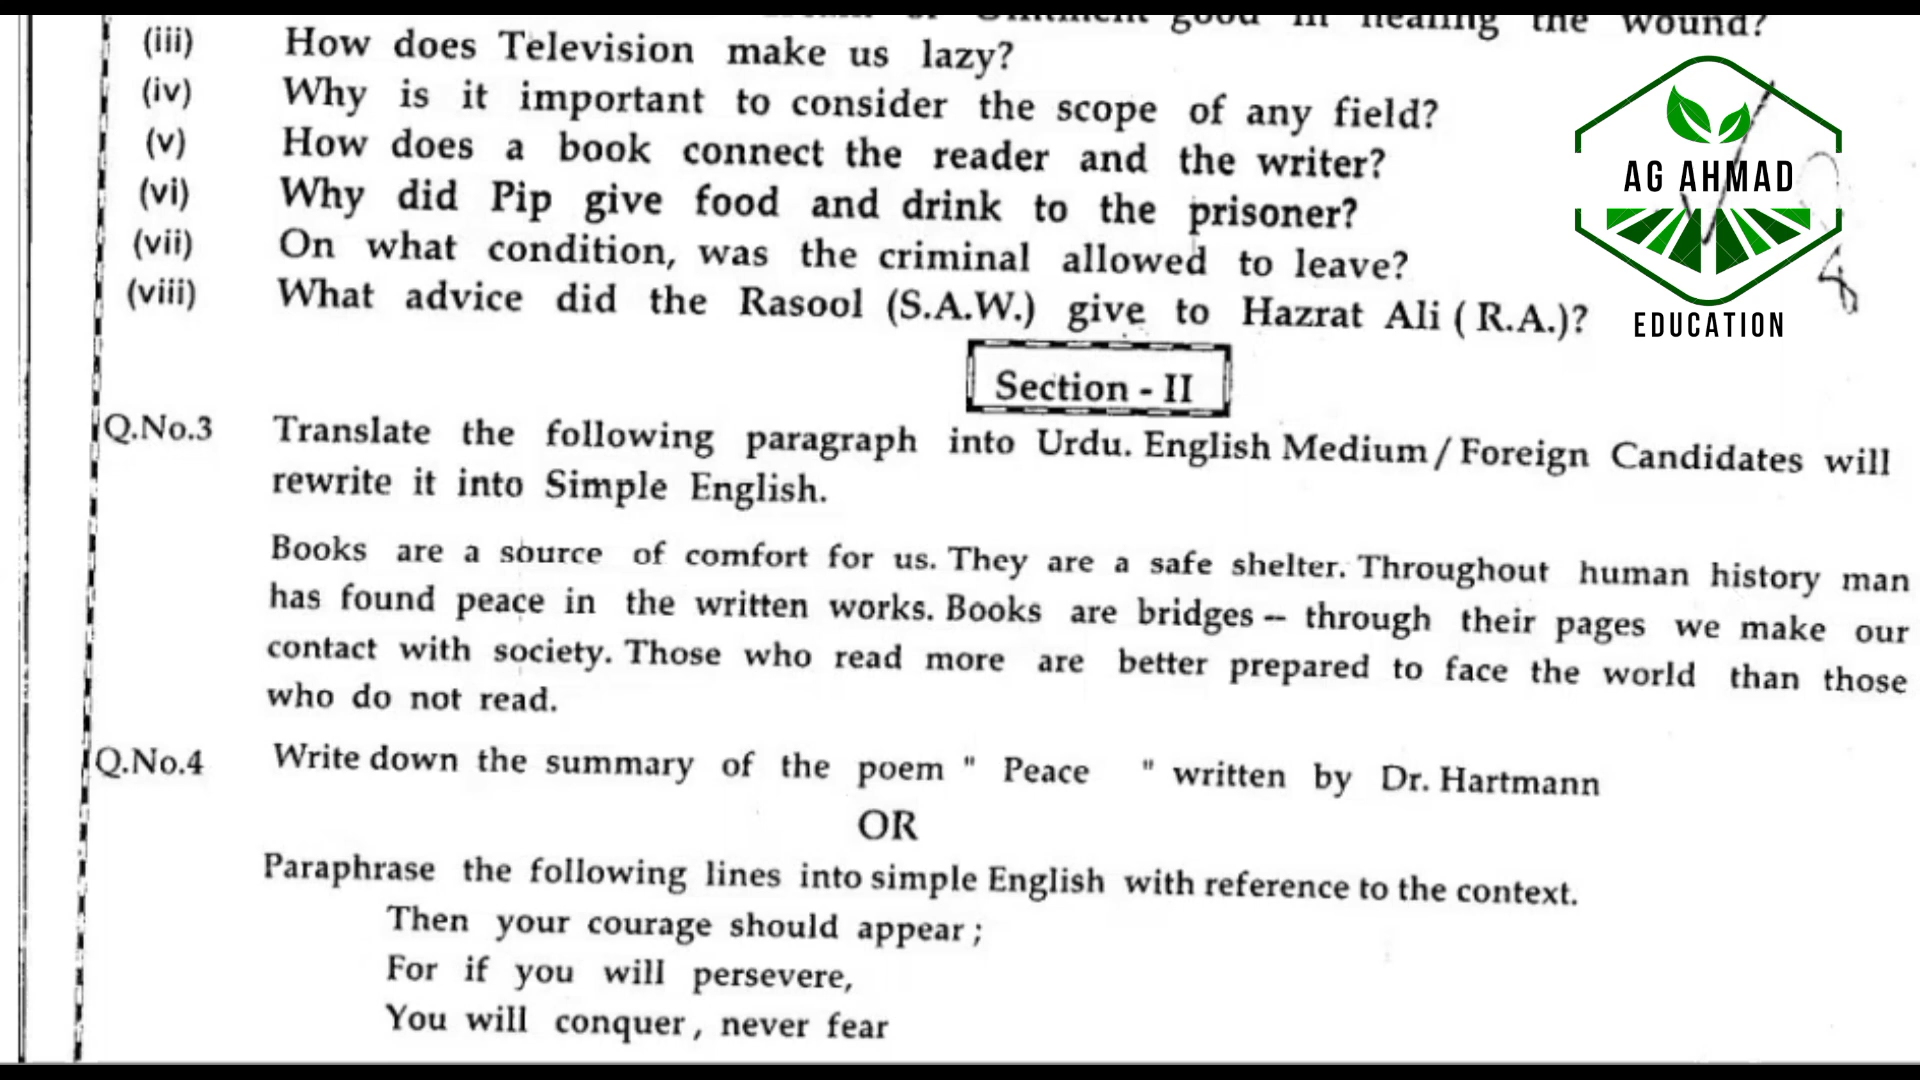 good in healing the wound?
(iii) How does Television make us lazy?
(iv) Why is it important to consider the scope of any field?
(v) How does a book connect the reader and the writer?
(vi) Why did Pip give food and drink to the prisoner?
(vii) On what condition, was the criminal allowed to leave?
(viii) What advice did the Rasool (S.A.W.) give to Hazrat Ali ( R.A.)?
AG AHMAD
EDUCATION
Section - II
Q.No.3 Translate the following paragraph into Urdu. English Medium / Foreign Candidates will
rewrite it into Simple English.
Books are a source of comfort for us. They are a safe shelter. Throughout human history man
has found peace in the written works. Books are bridges -- through their pages we make our
contact with society. Those who read more are better prepared to face the world than those
who do not read.
Q.No.4 Write down the summary of the poem " Peace " written by Dr. Hartmann
OR
Paraphrase the following lines into simple English with reference to the context.
Then your courage should appear ;
For if you will persevere,
You will conquer , never fear